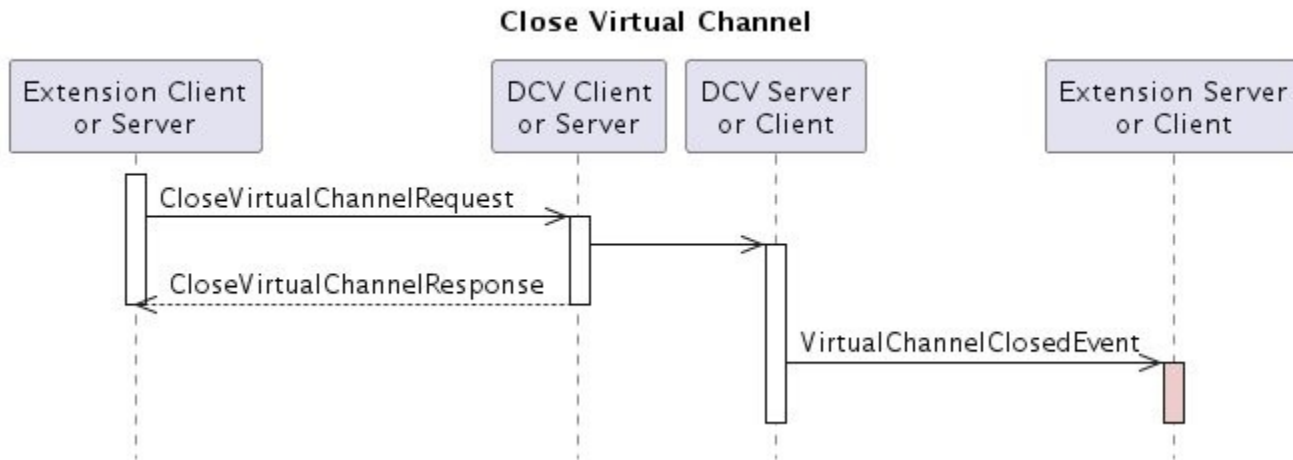 Close Virtual Channel
Extension Client
or Server
DCV Client
or Server
DCV Server
or Client
Extension Server
or Client
CloseVirtualChannelRequest
CloseVirtualChannelResponse
VirtualChannelClosedEvent